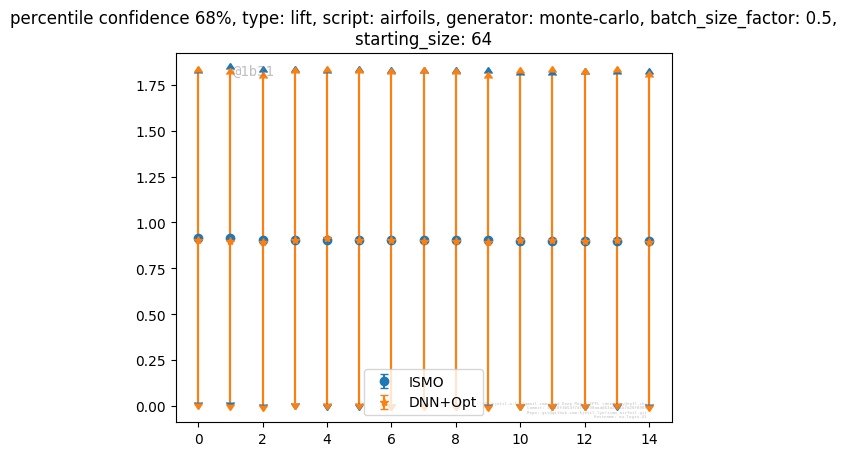 percentile confidence 68%, type: lift, script: airfoils, generator: monte-carlo, batch_size_factor: 0.5,
starting_size: 64
1.75
1.50
1.25
1.00
0.75
0.50
0.25
0.00
ISMO
DNN+Opt
0 2 4 6 8 10 12 14